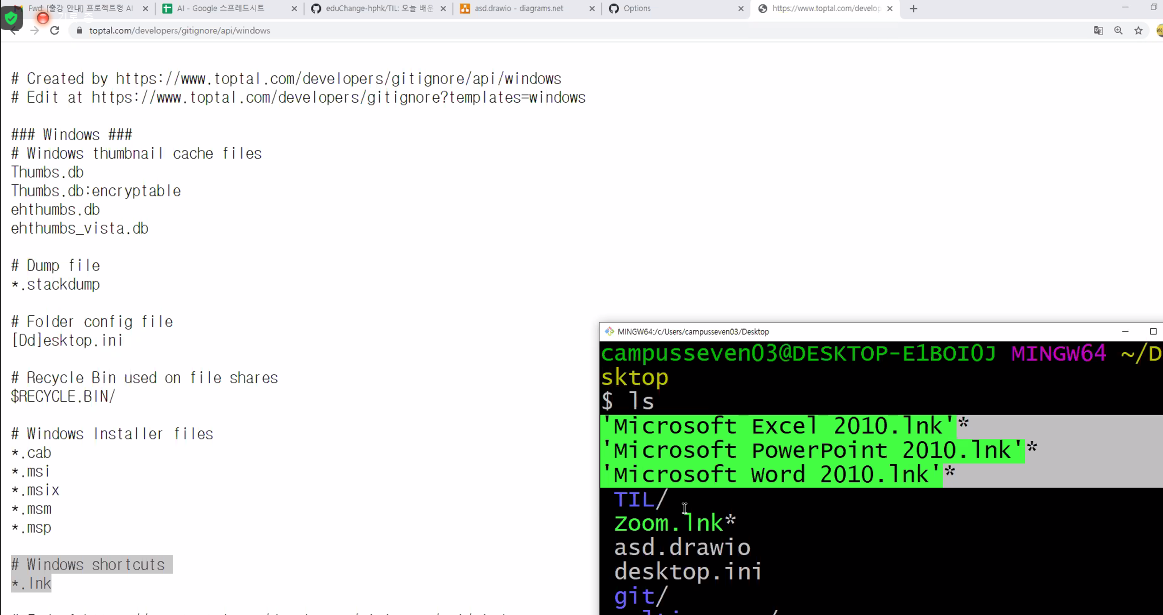 Fwd: [출강 안내] 프로젝트형 AI
AI - Google 스프레드시트
eduChange-hphk/TIL: 오늘 배운
asd.drawio - diagrams.net
Options
https://www.toptal.com/develop
toptal.com/developers/gitignore/api/windows
# Created by https://www.toptal.com/developers/gitignore/api/windows
# Edit at https://www.toptal.com/developers/gitignore?templates=windows
### Windows ###
# Windows thumbnail cache files
Thumbs.db
Thumbs.db:encryptable
ehthumbs.db
ehthumbs_vista.db
# Dump file
*.stackdump
# Folder config file
[Dd]esktop.ini
# Recycle Bin used on file shares
$RECYCLE.BIN/
# Windows Installer files
*.cab
*.msi
*.msix
*.msm
*.msp
# Windows shortcuts
*.lnk
MINGW64:/c/Users/campusseven03/Desktop
campusseven03@DESKTOP-E1BOI0J MINGW64 ~/D
sktop
$ ls
'Microsoft Excel 2010.lnk'*
'Microsoft PowerPoint 2010.lnk'*
'Microsoft Word 2010.lnk'*
TIL/
Zoom.lnk*
asd.drawio
desktop.ini
git/